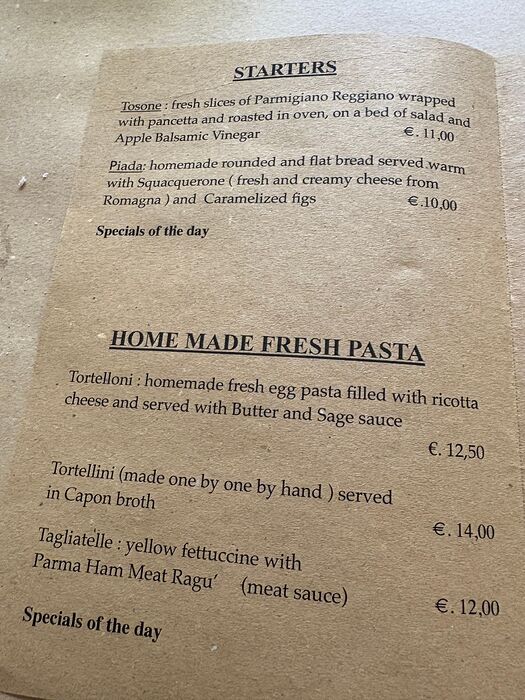 STARTERS
Tosone : fresh slices of Parmigiano Reggiano wrapped
with pancetta and roasted in oven, on a bed of salad and
Apple Balsamic Vinegar €. 11,00
Piada: homemade rounded and flat bread served warm
with Squacquerone ( fresh and creamy cheese from
Romagna ) and Caramelized figs €.10,00
Specials of the day
HOME MADE FRESH PASTA
Tortelloni : homemade fresh egg pasta filled with ricotta
cheese and served with Butter and Sage sauce
€. 12,50
Tortellini (made one by one by hand ) served
in Capon broth
€. 14,00
Tagliatelle : yellow fettuccine with
Parma Ham Meat Ragu' (meat sauce)
€. 12,00
Specials of the day